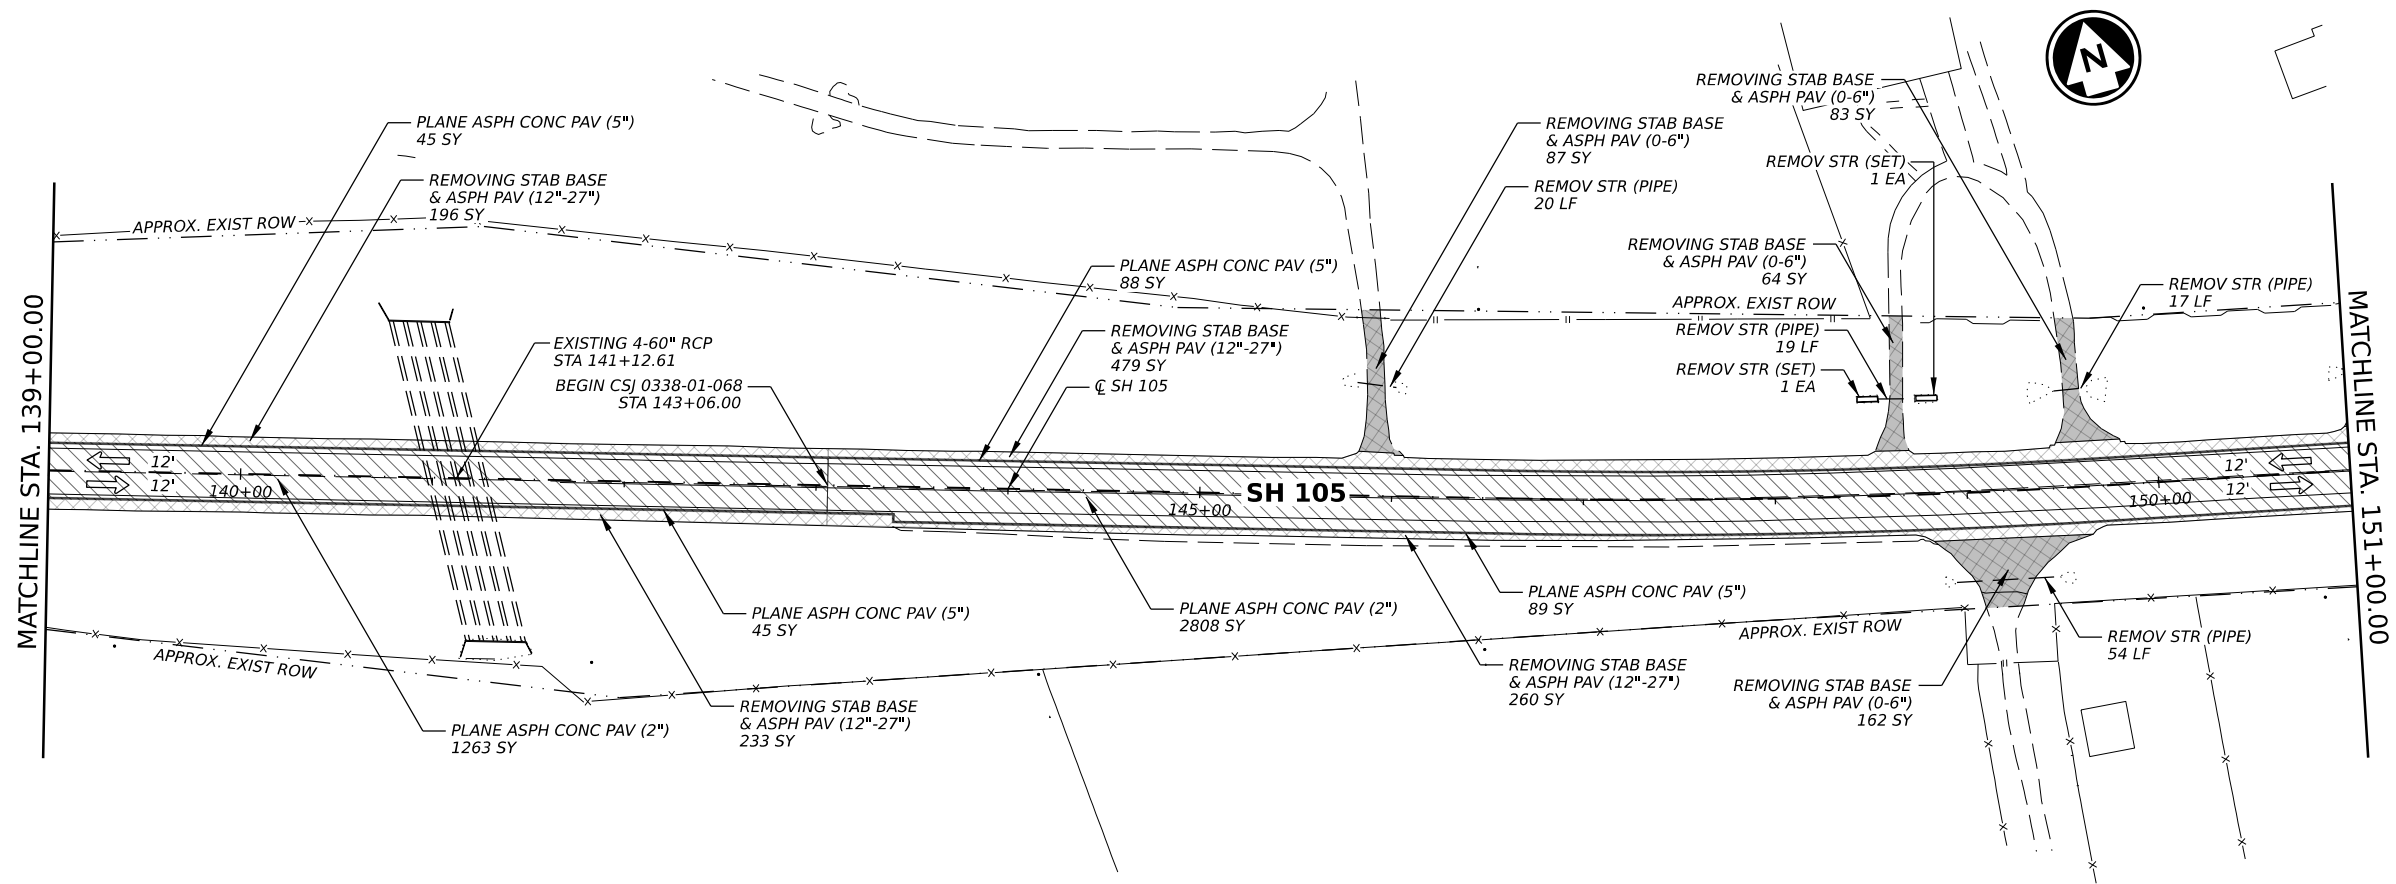 N
PLANE ASPH CONC PAV (5")
45 SY
REMOVING STAB BASE
& ASPH PAV (12"-27")
196 SY
APPROX. EXIST ROW
EXISTING 4-60" RCP
STA 141+12.61
BEGIN CSJ 0338-01-068
STA 143+06.00
PLANE ASPH CONC PAV (5")
88 SY
REMOVING STAB BASE
& ASPH PAV (12"-27")
479 SY
℄ SH 105
REMOVING STAB BASE
& ASPH PAV (0-6")
87 SY
REMOV STR (PIPE)
20 LF
REMOVING STAB BASE
& ASPH PAV (0-6")
83 SY
REMOV STR (SET)
1 EA
REMOVING STAB BASE
& ASPH PAV (0-6")
64 SY
APPROX. EXIST ROW
REMOV STR (PIPE)
19 LF
REMOV STR (SET)
1 EA
REMOV STR (PIPE)
17 LF
MATCHLINE STA. 139+00.00
MATCHLINE STA. 151+00.00
12'
12'
140+00
145+00
SH 105
150+00
12'
12'
APPROX. EXIST ROW
PLANE ASPH CONC PAV (2")
1263 SY
REMOVING STAB BASE
& ASPH PAV (12"-27")
233 SY
PLANE ASPH CONC PAV (5")
45 SY
PLANE ASPH CONC PAV (2")
2808 SY
PLANE ASPH CONC PAV (5")
89 SY
REMOVING STAB BASE
& ASPH PAV (12"-27")
260 SY
APPROX. EXIST ROW
REMOVING STAB BASE
& ASPH PAV (0-6")
162 SY
REMOV STR (PIPE)
54 LF